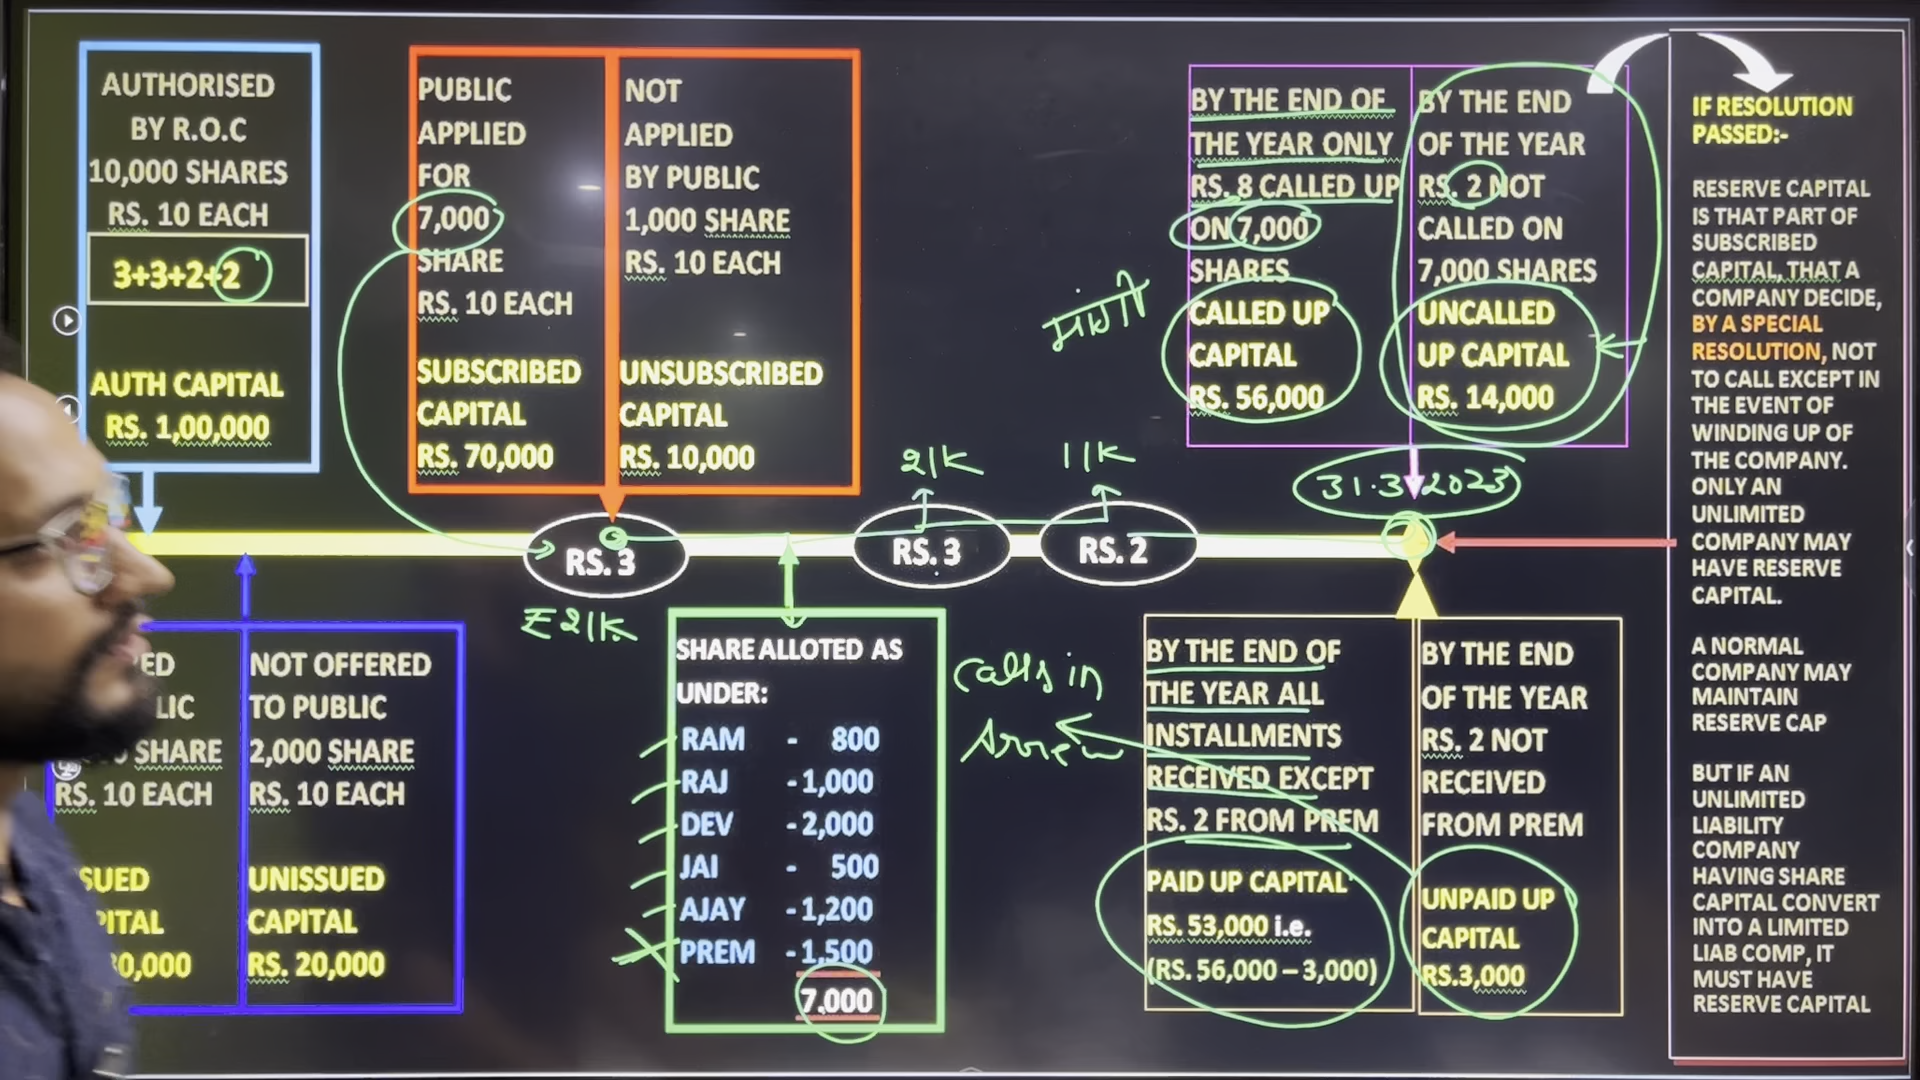 AUTHORISED
BY R.O.C
10,000 SHARES
RS. 10 EACH
3+3+2+2
AUTH CAPITAL
RS. 1,00,000
PUBLIC
APPLIED
FOR
7,000
SHARE
RS. 10 EACH
SUBSCRIBED
CAPITAL
RS. 70,000
NOT
APPLIED
BY PUBLIC
1,000 SHARE
RS. 10 EACH
UNSUBSCRIBED
CAPITAL
RS. 10,000
BY THE END OF
THE YEAR ONLY
RS. 8 CALLED UP
ON 7,000
SHARES
CALLED UP
CAPITAL
RS. 56,000
BY THE END
OF THE YEAR
RS. 2 NOT
CALLED ON
7,000 SHARES
UNCALLED
UP CAPITAL
RS. 14,000
IF RESOLUTION
PASSED:-
RESERVE CAPITAL
IS THAT PART OF
SUBSCRIBED
CAPITAL, THAT A
COMPANY DECIDE,
BY A SPECIAL
RESOLUTION, NOT
TO CALL EXCEPT IN
THE EVENT OF
WINDING UP OF
THE COMPANY.
ONLY AN
UNLIMITED
COMPANY MAY
HAVE RESERVE
CAPITAL.
A NORMAL
COMPANY MAY
MAINTAIN
RESERVE CAP
BUT IF AN
UNLIMITED
LIABILITY
COMPANY
HAVING SHARE
CAPITAL CONVERT
INTO A LIMITED
LIAB COMP, IT
MUST HAVE
RESERVE CAPITAL
21K
11K
31.3.2023
RS. 3
RS. 3
RS. 2
₹21K
ED
LIC
SHARE
RS. 10 EACH
SUED
PITAL
80,000
NOT OFFERED
TO PUBLIC
2,000 SHARE
RS. 10 EACH
UNISSUED
CAPITAL
RS. 20,000
SHARE ALLOTED AS
UNDER:
RAM - 800
RAJ -1,000
DEV -2,000
JAI - 500
AJAY -1,200
PREM -1,500
7,000
Calls in
Arrear
BY THE END OF
THE YEAR ALL
INSTALLMENTS
RECEIVED EXCEPT
RS. 2 FROM PREM
PAID UP CAPITAL
RS. 53,000 i.e.
(RS. 56,000 – 3,000)
BY THE END
OF THE YEAR
RS. 2 NOT
RECEIVED
FROM PREM
UNPAID UP
CAPITAL
RS.3,000